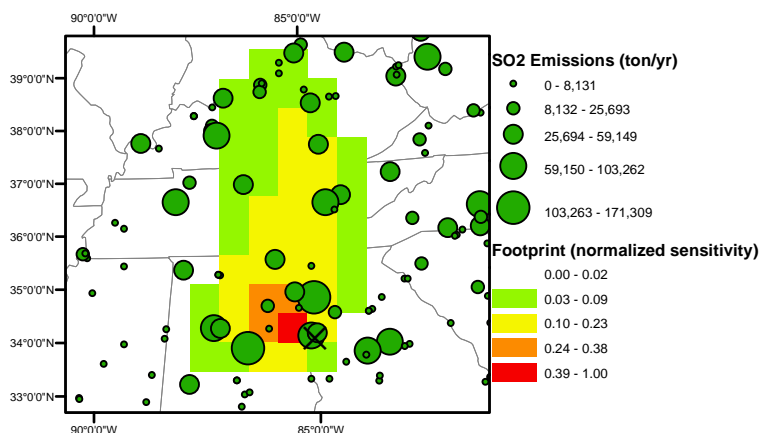 90°0'0"W 85°0'0"W
39°0'0"N
38°0'0"N
37°0'0"N
36°0'0"N
35°0'0"N
34°0'0"N
33°0'0"N
90°0'0"W 85°0'0"W
SO2 Emissions (ton/yr)
0 - 8,131
8,132 - 25,693
25,694 - 59,149
59,150 - 103,262
103,263 - 171,309
Footprint (normalized sensitivity)
0.00 - 0.02
0.03 - 0.09
0.10 - 0.23
0.24 - 0.38
0.39 - 1.00